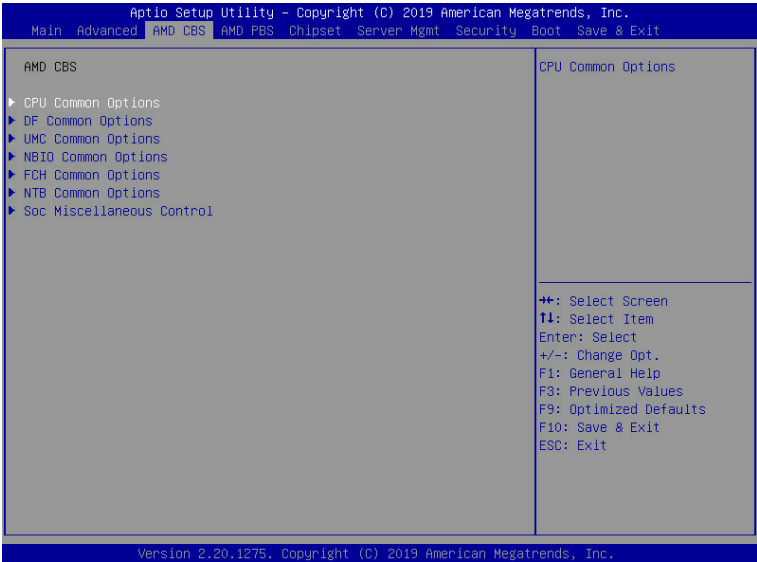 Aptio Setup Utility – Copyright (C) 2019 American Megatrends, Inc.
Main Advanced AMD CBS AMD PBS Chipset Server Mgmt Security Boot Save & Exit
AMD CBS
CPU Common Options
DF Common Options
UMC Common Options
NBIO Common Options
FCH Common Options
NTB Common Options
Soc Miscellaneous Control
CPU Common Options
→←: Select Screen
↑↓: Select Item
Enter: Select
+/-: Change Opt.
F1: General Help
F3: Previous Values
F9: Optimized Defaults
F10: Save & Exit
ESC: Exit
Version 2.20.1275. Copyright (C) 2019 American Megatrends, Inc.